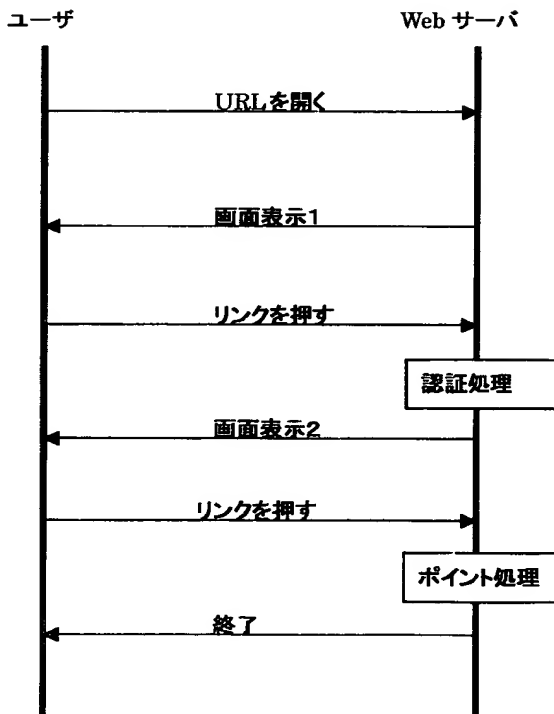 ユーザ
Web サーバ
URLを開く
画面表示1
リンクを押す
認証処理
画面表示2
リンクを押す
ポイント処理
終了